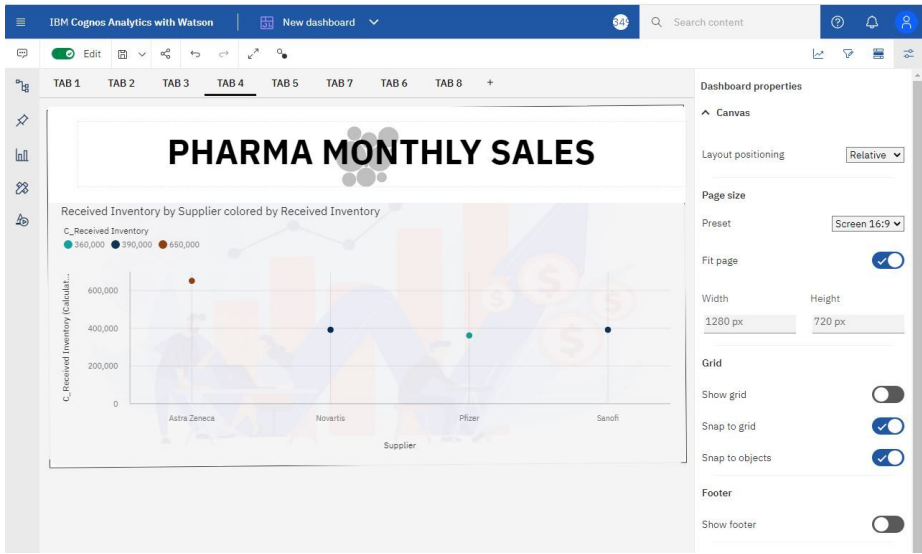 IBM Cognos Analytics with Watson
New dashboard
349
Search content
Edit
TAB 1 TAB 2 TAB 3 TAB 4 TAB 5 TAB 7 TAB 6 TAB 8 +
PHARMA MONTHLY SALES
Received Inventory by Supplier colored by Received Inventory
C_Received Inventory
360,000 390,000 650,000
C_Received Inventory (Calculat...
600,000
400,000
200,000
0
Astra Zeneca Novartis Pfizer Sanofi
Supplier
Dashboard properties
Canvas
Layout positioning Relative
Page size
Preset Screen 16:9
Fit page
Width Height
1280 px 720 px
Grid
Show grid
Snap to grid
Snap to objects
Footer
Show footer